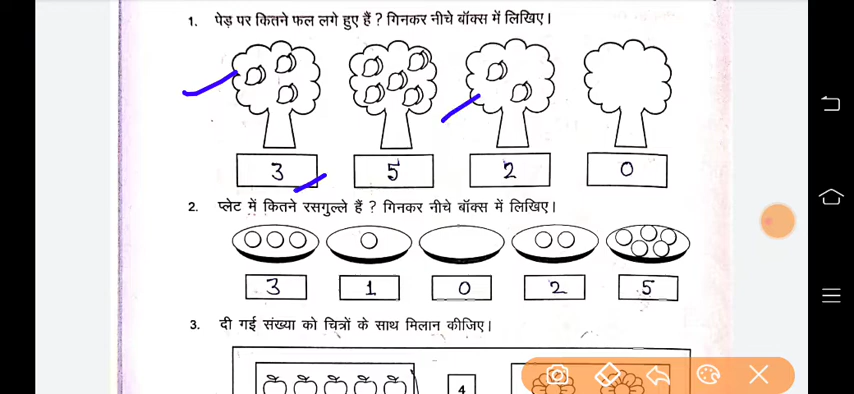 1. पेड़ पर कितने फल लगे हुए हैं ? गिनकर नीचे बॉक्स में लिखिए।
3 5 2 0
2. प्लेट में कितने रसगुल्ले हैं ? गिनकर नीचे बॉक्स में लिखिए।
3 1 0 2 5
3. दी गई संख्या को चित्रों के साथ मिलान कीजिए।
4